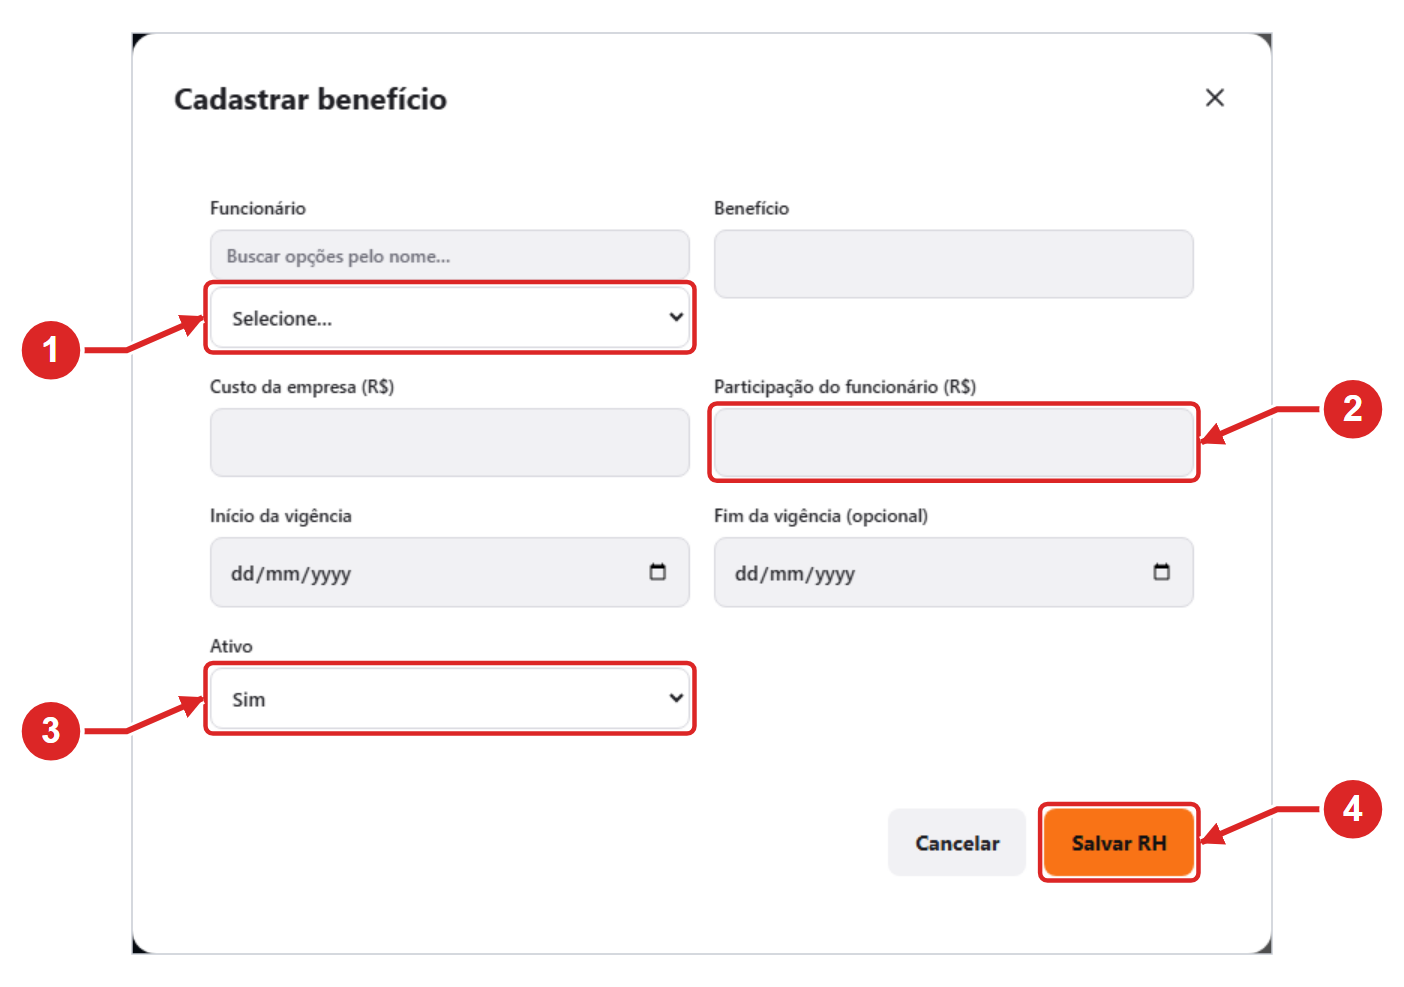 Cadastrar benefício
Funcionário
Buscar opções pelo nome...
Selecione...
Benefício
1
Custo da empresa (R$)
Participação do funcionário (R$)
2
Início da vigência
dd/mm/yyyy
Fim da vigência (opcional)
dd/mm/yyyy
Ativo
Sim
3
Cancelar
Salvar RH
4